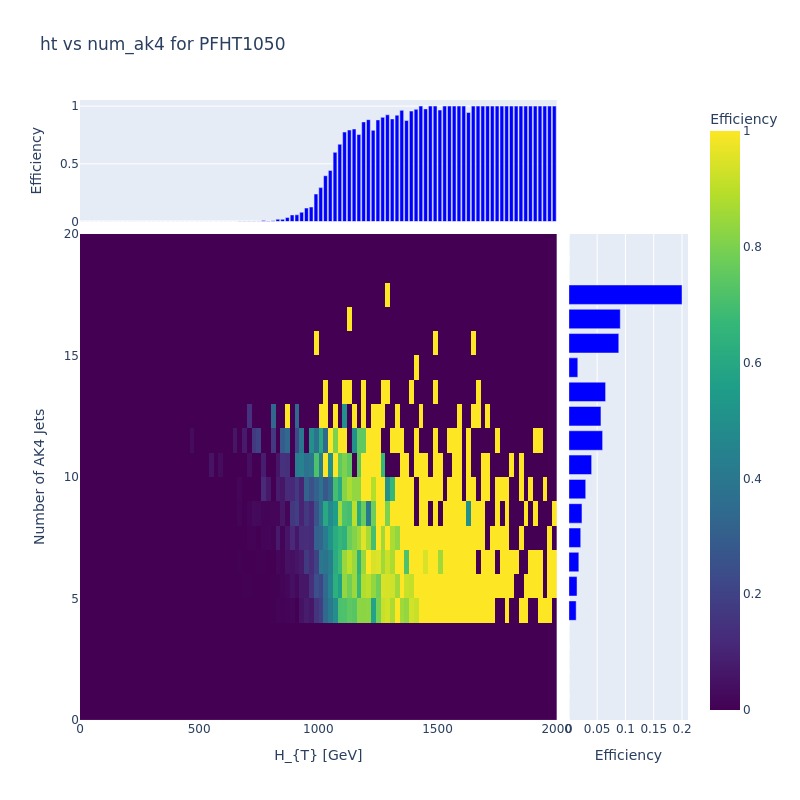 ht vs num_ak4 for PFHT1050
Efficiency
1
0.5
0
Efficiency
1
0.8
0.6
0.4
0.2
0
Number of AK4 Jets
20
15
10
5
0
0 500 1000 1500 2000
H_{T} [GeV]
0 0.05 0.1 0.15 0.2
Efficiency